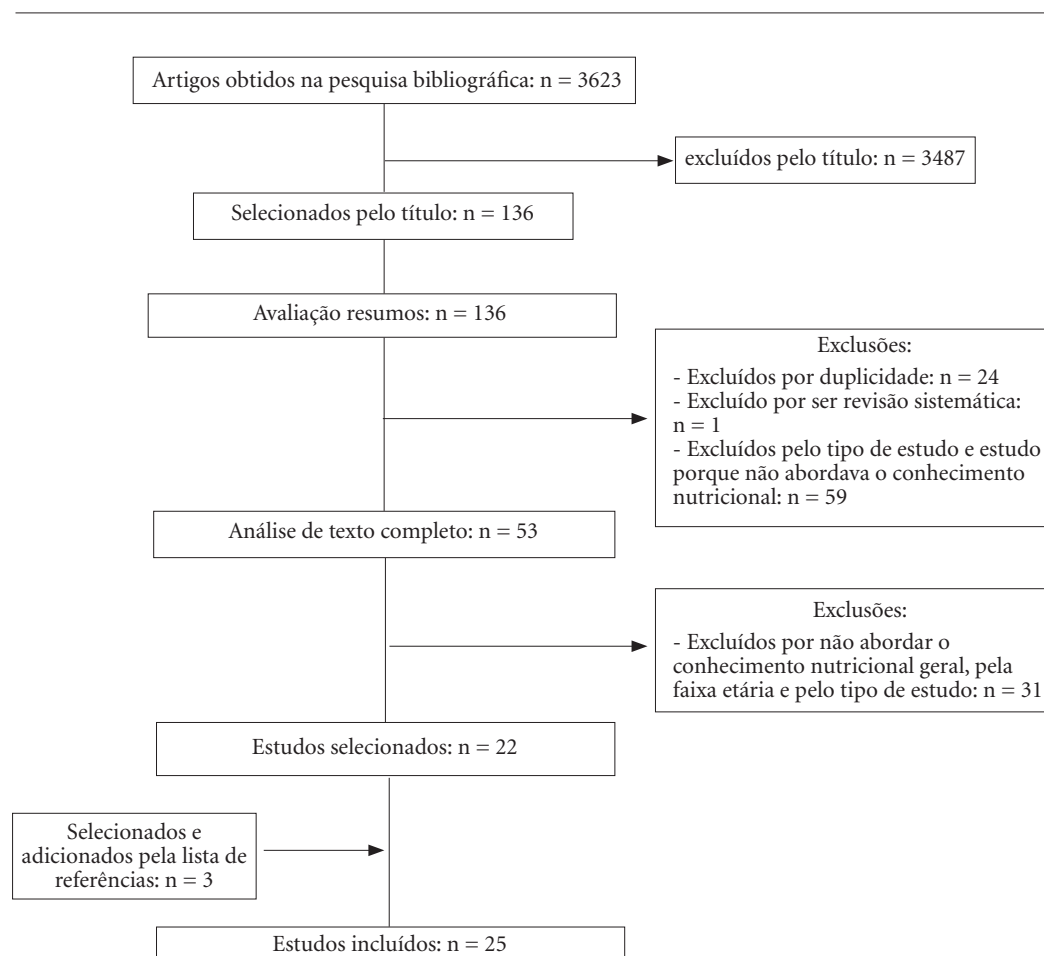 Artigos obtidos na pesquisa bibliográfica: n = 3623
excluídos pelo título: n = 3487
Selecionados pelo título: n = 136
Avaliação resumos: n = 136
Exclusões:
- Excluídos por duplicidade: n = 24
- Excluído por ser revisão sistemática:
n = 1
- Excluídos pelo tipo de estudo e estudo
porque não abordava o conhecimento
nutricional: n = 59
Análise de texto completo: n = 53
Exclusões:
- Excluídos por não abordar o
conhecimento nutricional geral, pela
faixa etária e pelo tipo de estudo: n = 31
Estudos selecionados: n = 22
Selecionados e
adicionados pela lista de
referências: n = 3
Estudos incluídos: n = 25